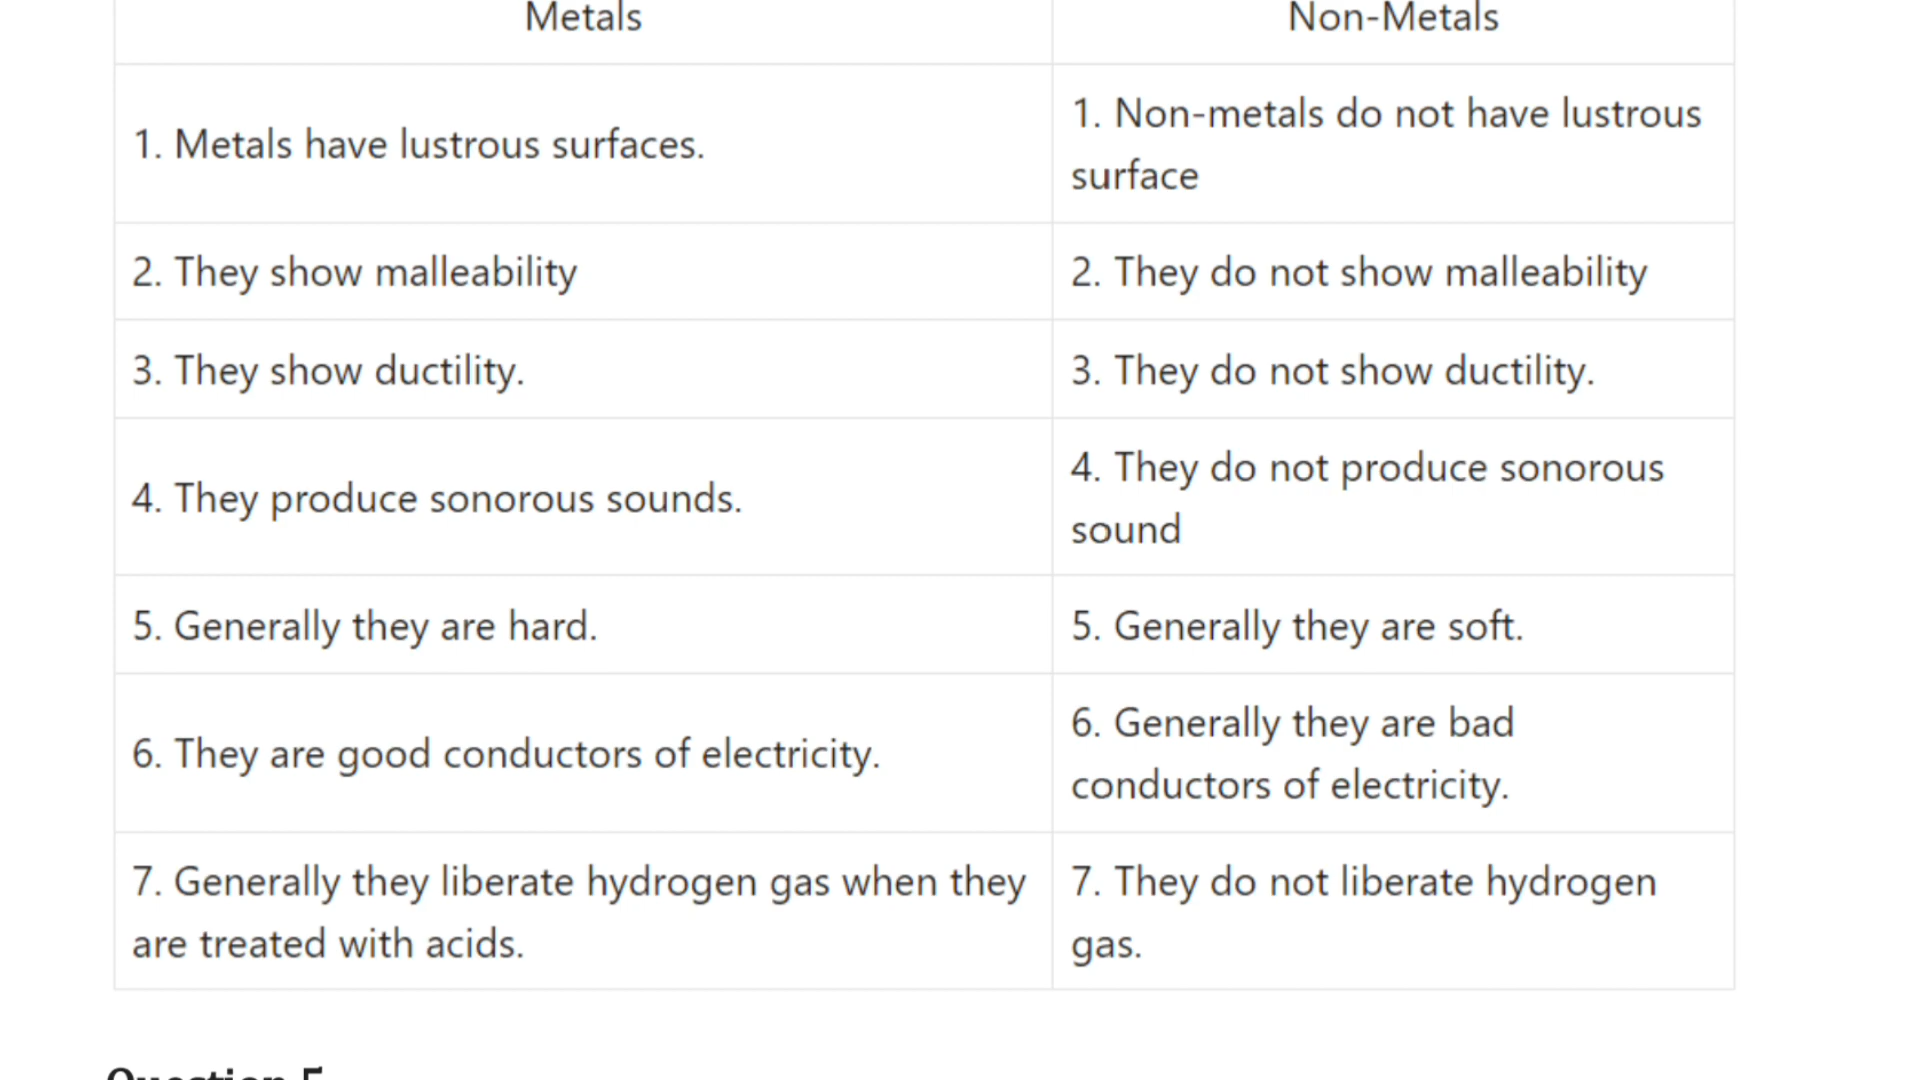 Metals
Non-Metals
1. Metals have lustrous surfaces.
1. Non-metals do not have lustrous
surface
2. They show malleability
2. They do not show malleability
3. They show ductility.
3. They do not show ductility.
4. They produce sonorous sounds.
4. They do not produce sonorous
sound
5. Generally they are hard.
5. Generally they are soft.
6. They are good conductors of electricity.
6. Generally they are bad
conductors of electricity.
7. Generally they liberate hydrogen gas when they
are treated with acids.
7. They do not liberate hydrogen
gas.
Question 5